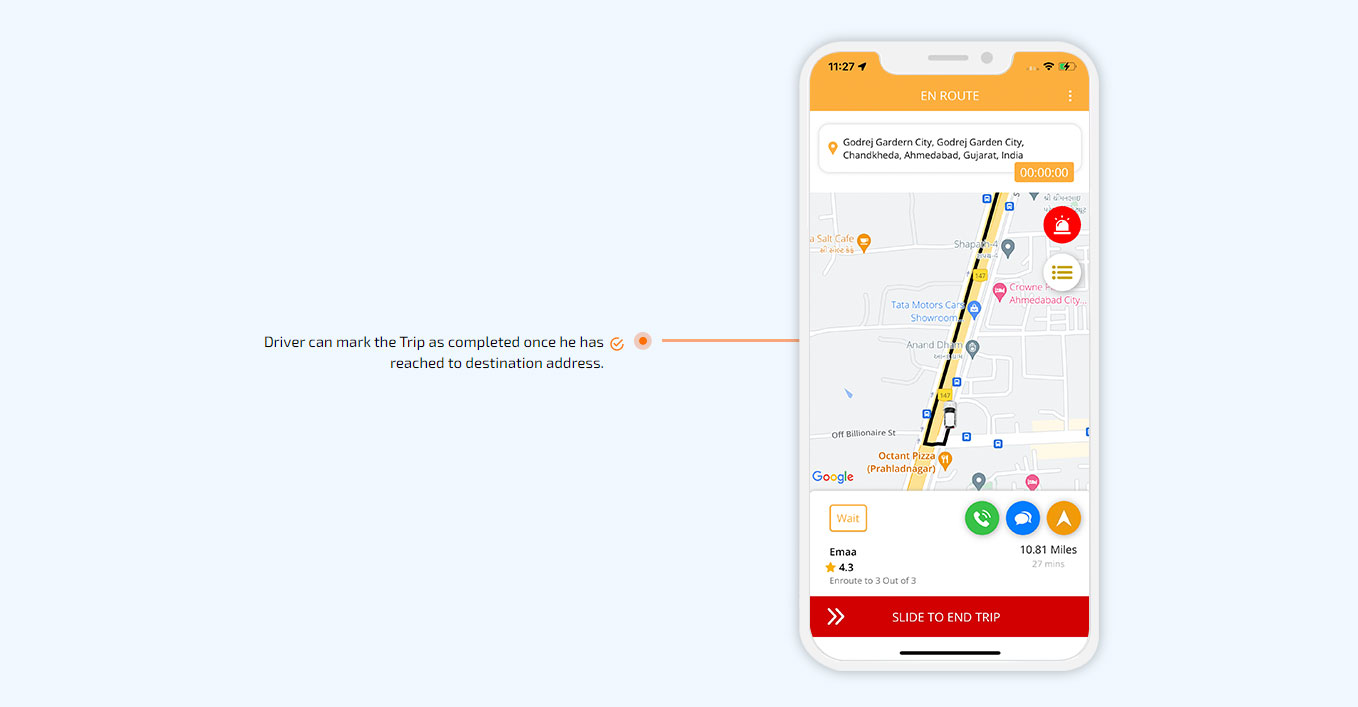 Driver can mark the Trip as completed once he has
reached to destination address.
11:27
EN ROUTE
Godrej Gardern City, Godrej Garden City,
Chandkheda, Ahmedabad, Gujarat, India
00:00:00
a Salt Cafe
Shapath-4
શપથ-4
147
Crowne
Ahmedabad City...
Tata Motors Cars
Showroom
Anand Dham
147
Off Billionaire St
Octant Pizza
(Prahladnagar)
Google
Wait
Emaa
10.81 Miles
4.3
27 mins
Enroute to 3 Out of 3
SLIDE TO END TRIP